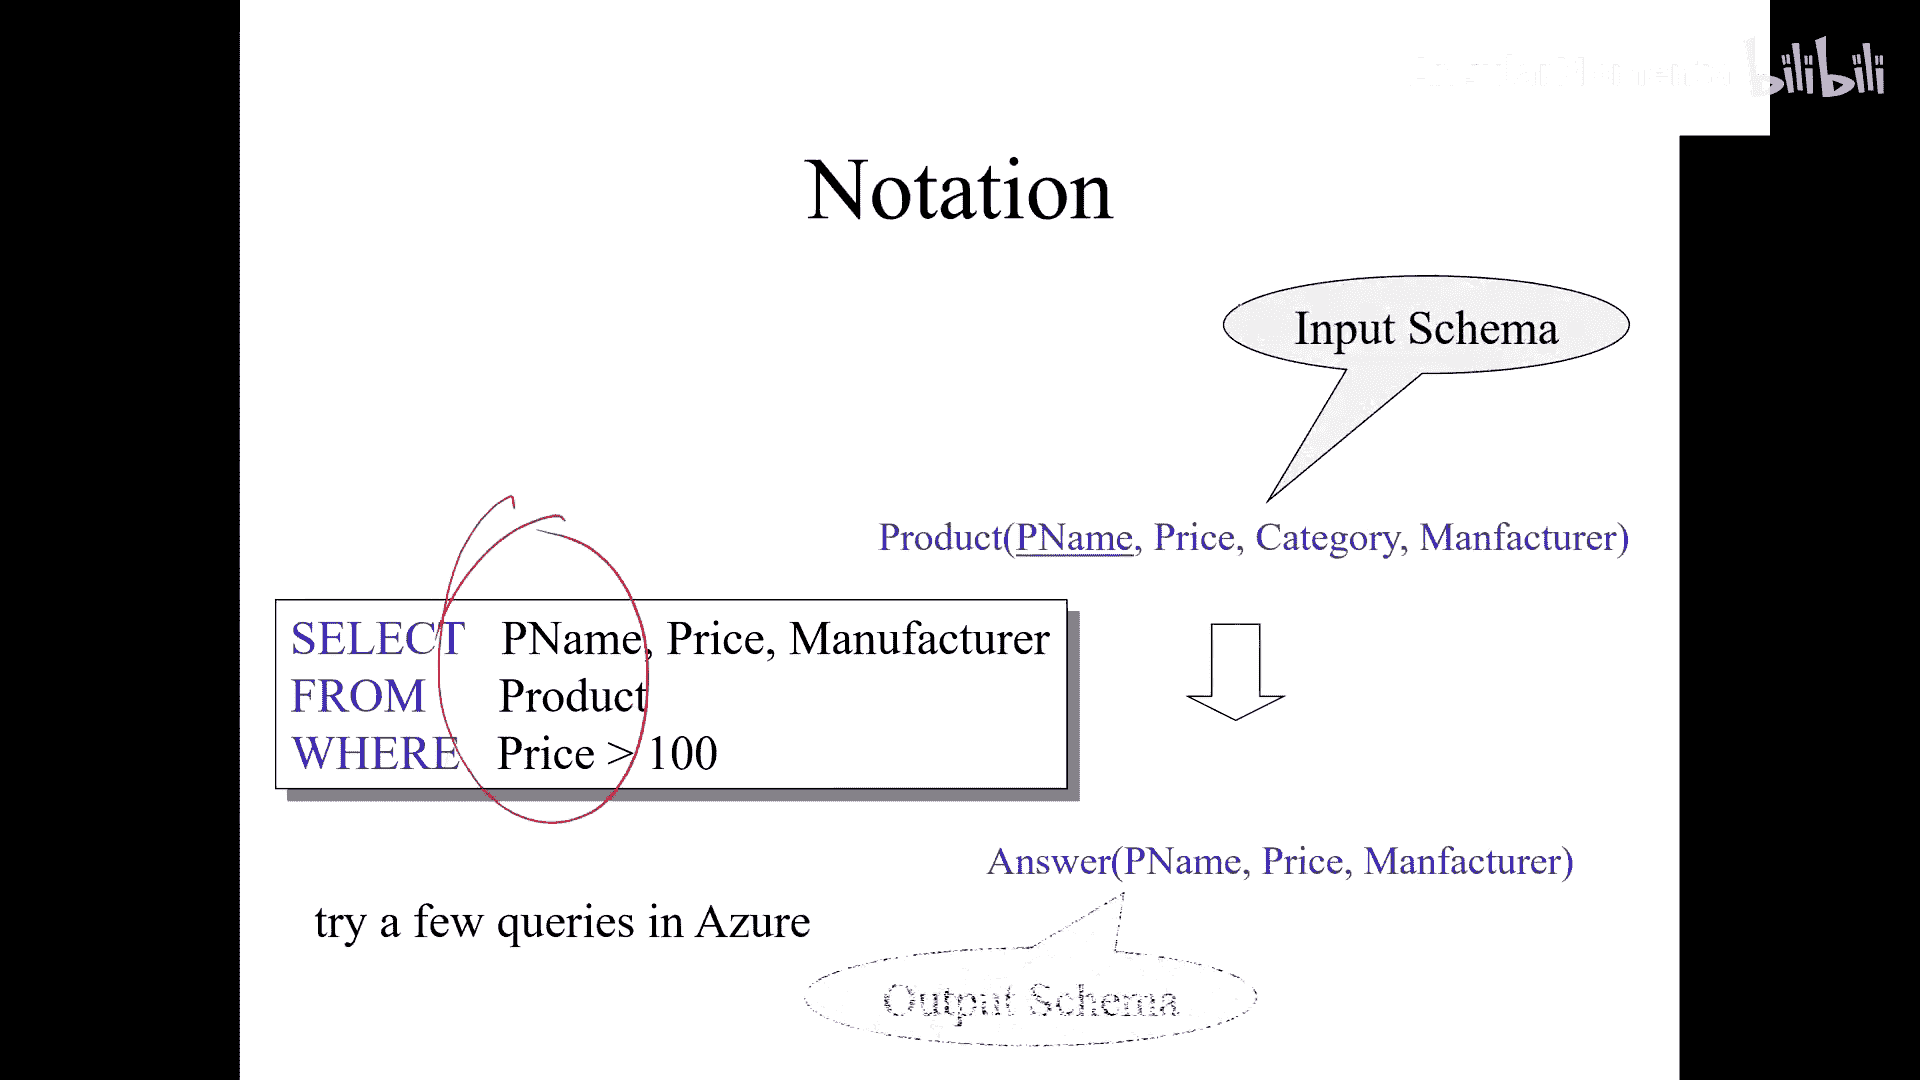 bilibili
Notation
Input Schema
Product(PName, Price, Category, Manfacturer)
SELECT PName, Price, Manufacturer
FROM Product
WHERE Price > 100
Answer(PName, Price, Manfacturer)
try a few queries in Azure
Output Schema